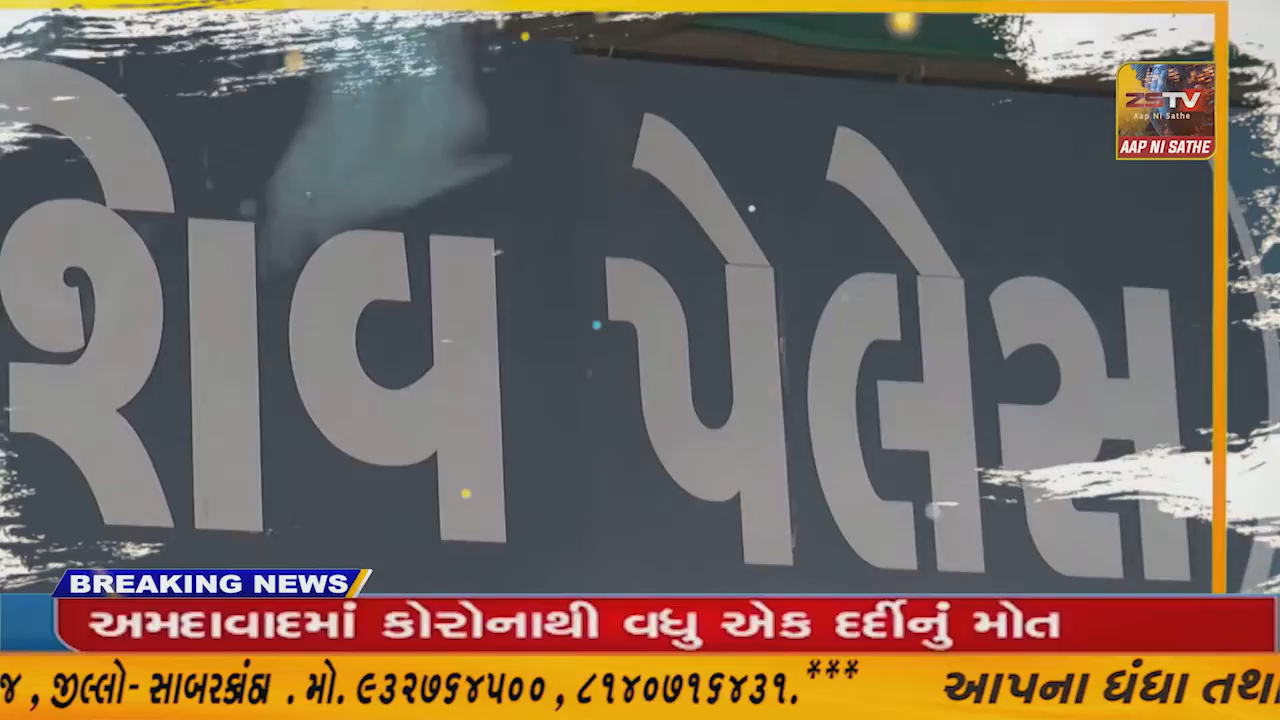 શિવ પેલેસ
ZSTV
Aap Ni Sathe
AAP NI SATHE
BREAKING NEWS
અમદાવાદમાં કોરોનાથી વધુ એક દર્દીનું મોત
જ , જીલ્લો- સાબરકાંઠા . મો. ૯૩૨૭૬૪૫૦૦ , ૮૧૪૦૭૧૬૪૩૧.*** આપના ધંધા તથા